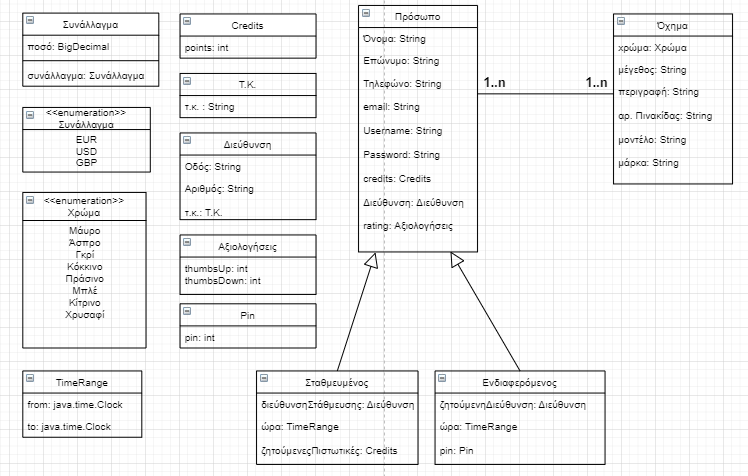 Συνάλλαγμα
ποσό: BigDecimal
συνάλλαγμα: Συνάλλαγμα
<<enumeration>>
Συνάλλαγμα
EUR
USD
GBP
<<enumeration>>
Χρώμα
Μάυρο
Άσπρο
Γκρί
Κόκκινο
Πράσινο
Μπλέ
Κίτρινο
Χρυσαφί
TimeRange
from: java.time.Clock
to: java.time.Clock
Credits
points: int
Τ.Κ.
τ.κ. : String
Διεύθυνση
Οδός: String
Αριθμός: String
τ.κ.: Τ.Κ.
Αξιολογήσεις
thumbsUp: int
thumbsDown: int
Pin
pin: int
Πρόσωπο
Όνομα: String
Επώνυμο: String
Τηλεφώνο: String
email: String
Username: String
Password: String
credits: Credits
Διεύθυνση: Διεύθυνση
rating: Αξιολογήσεις
1..n
1..n
Όχημα
χρώμα: Χρώμα
μέγεθος: String
περιγραφή: String
αρ. Πινακίδας: String
μοντέλο: String
μάρκα: String
Σταθμευμένος
διεύθυνσηΣτάθμευσης: Διεύθυνση
ώρα: TimeRange
ζητούμενεςΠιστωτικές: Credits
Ενδιαφερόμενος
ζητούμενηΔιεύθυνση: Διεύθυνση
ώρα: TimeRange
pin: Pin